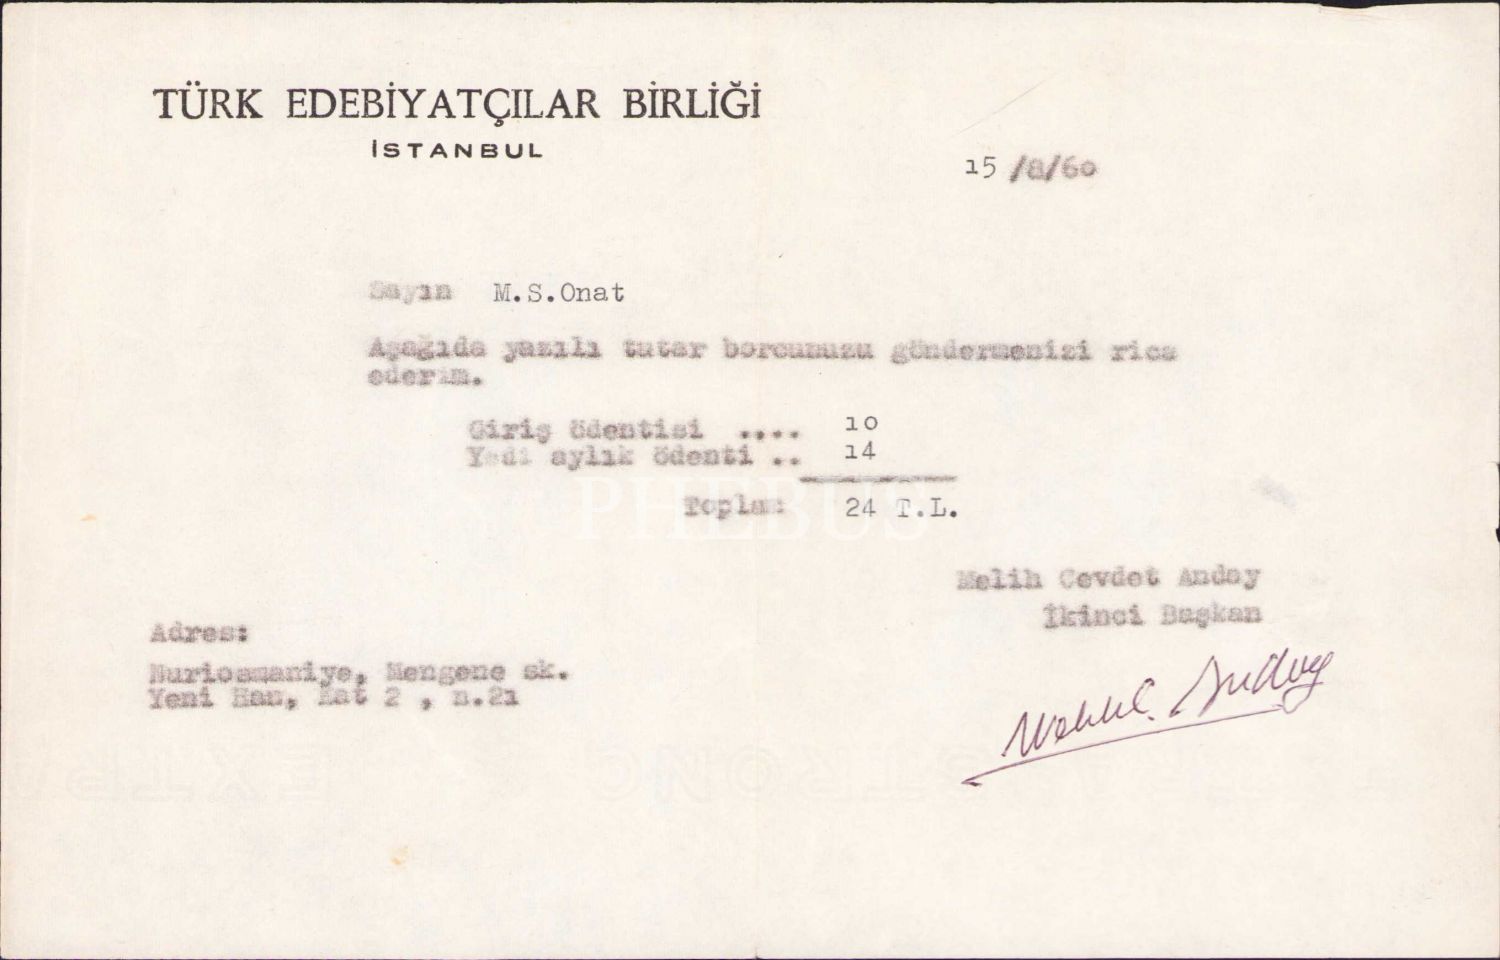 TÜRK EDEBİYATÇILAR BİRLİĞİ
İSTANBUL
15 /8/60
Sayın M.S.Onat
Aşağıda yazılı tutar borcunuzu göndermenizi rica
ederim.
Giriş ödentisi .... 10
Yedi aylık ödenti .. 14
Toplam: 24 T.L.
PHEBUS
Melih Cevdet Anday
İkinci Başkan
Adres:
Nuriosmaniye, Mengene sk.
Yeni Han, Kat 2 , n.21
Melih C. Anday